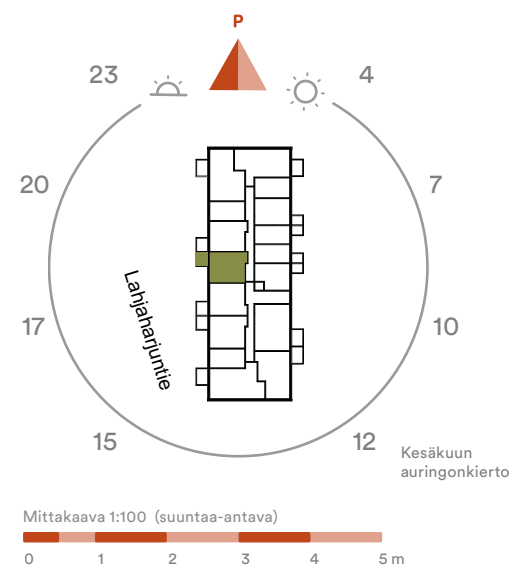 P
23
4
20
7
Lahjaharjuntie
17
10
15
12
Kesäkuun
auringonkierto
Mittakaava 1:100 (suuntaa-antava)
0 1 2 3 4 5 m